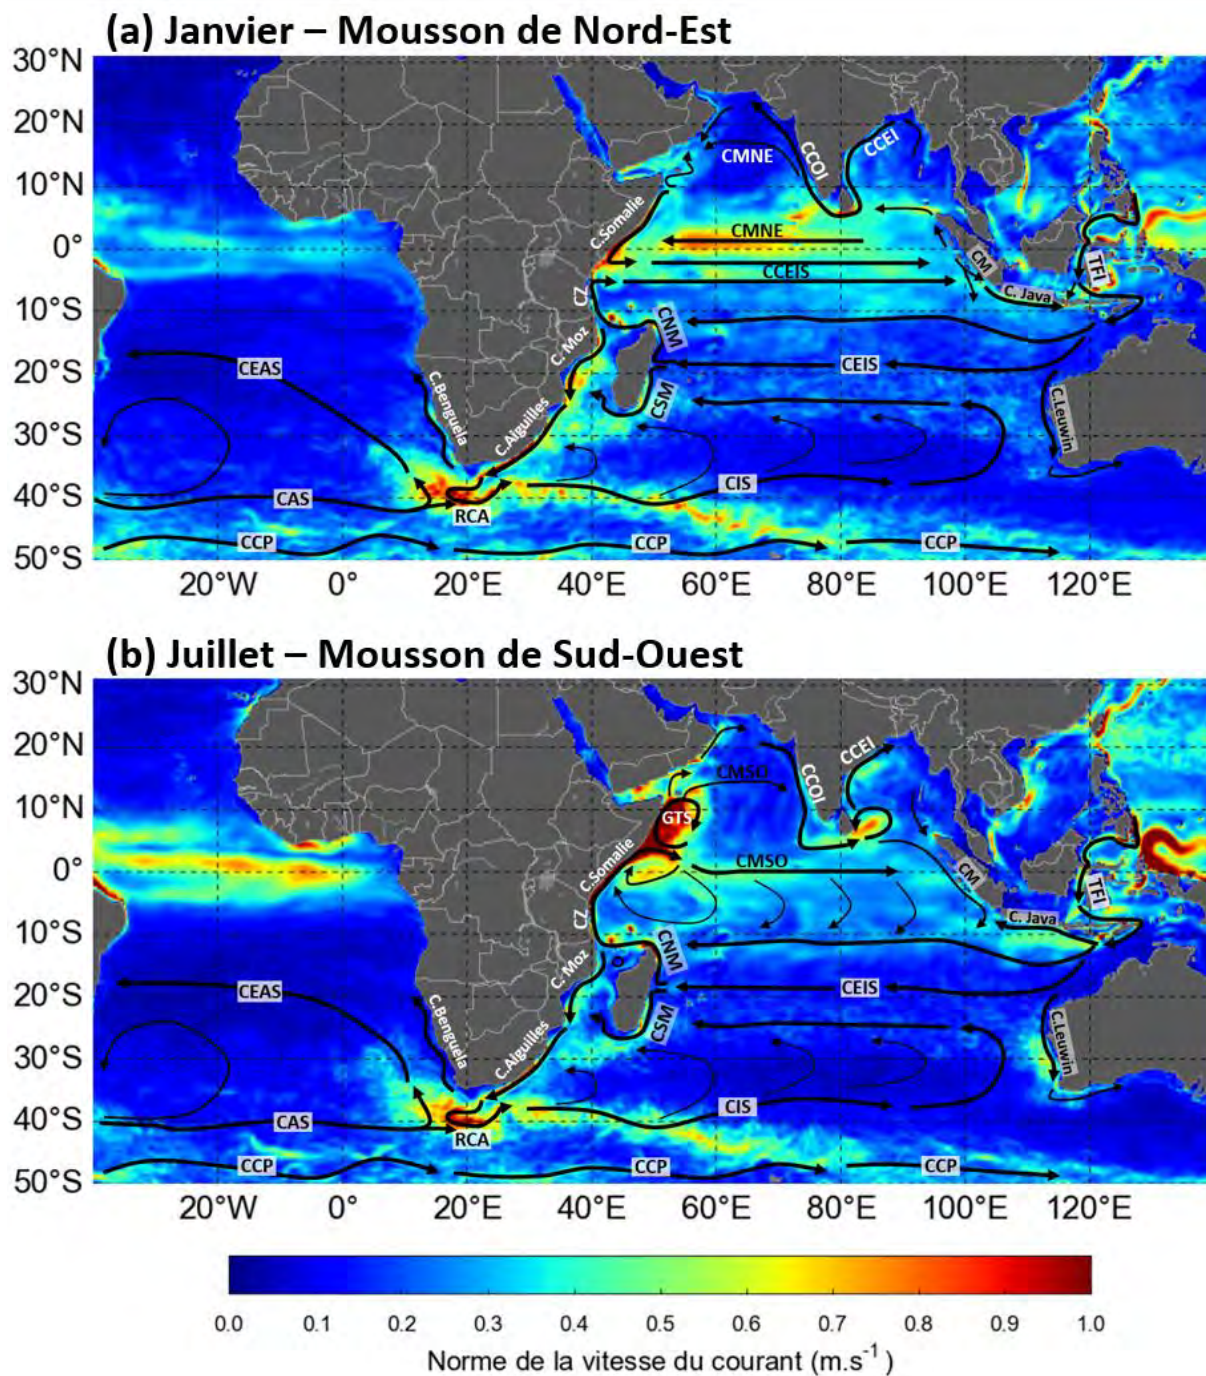 (a) Janvier – Mousson de Nord-Est
30°N
20°N
10°N
0°
10°S
20°S
30°S
40°S
50°S
CMNE
CCOI
CCEI
C.Somalie
CMNE
CCEIS
CZ
CM
C. Java
TFI
C. Moz
CNM
CEAS
CEIS
C.Benguela
C.Aiguilles
CSM
C.Leuwin
CAS
RCA
CIS
CCP
CCP
CCP
20°W 0° 20°E 40°E 60°E 80°E 100°E 120°E
(b) Juillet – Mousson de Sud-Ouest
30°N
20°N
10°N
0°
10°S
20°S
30°S
40°S
50°S
CMSO
CCOI
CCEI
GTS
C.Somalie
CMSO
CM
TFI
CZ
C. Java
C. Moz
CNM
CEAS
CEIS
C.Benguela
C.Aiguilles
CSM
C.Leuwin
CAS
RCA
CIS
CCP
CCP
CCP
20°W 0° 20°E 40°E 60°E 80°E 100°E 120°E
0.0 0.1 0.2 0.3 0.4 0.5 0.6 0.7 0.8 0.9 1.0
Norme de la vitesse du courant (m.s⁻¹)